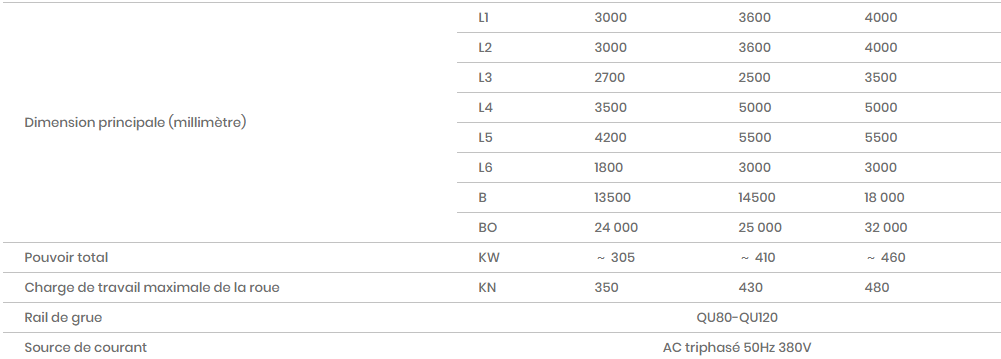 L1 3000 3600 4000
L2 3000 3600 4000
L3 2700 2500 3500
Dimension principale (millimètre) L4 3500 5000 5000
L5 4200 5500 5500
L6 1800 3000 3000
B 13500 14500 18 000
BO 24 000 25 000 32 000
Pouvoir total KW ~ 305 ~ 410 ~ 460
Charge de travail maximale de la roue KN 350 430 480
Rail de grue QU80-QU120
Source de courant AC triphasé 50Hz 380V